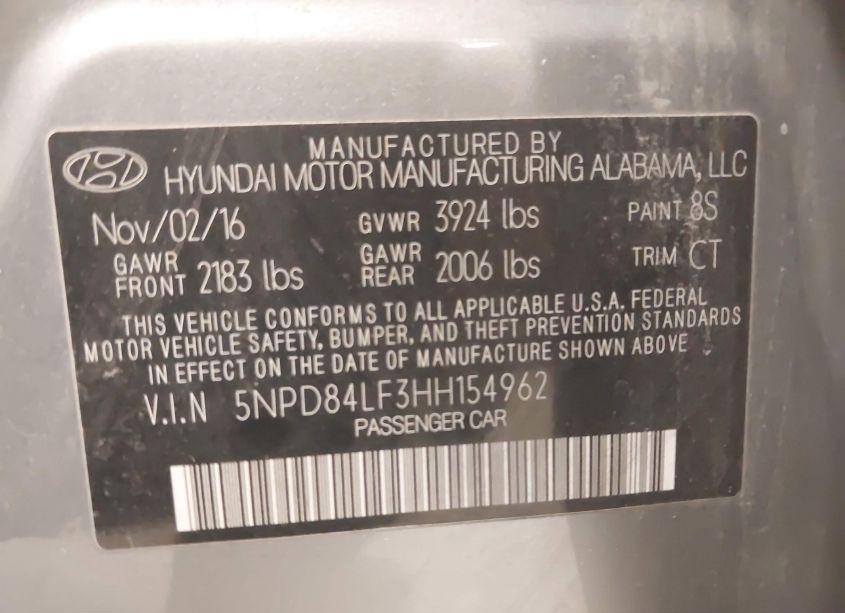 MANUFACTURED BY
HYUNDAI MOTOR MANUFACTURING ALABAMA, LLC
Nov/02/16 GVWR 3924 lbs PAINT 8S
GAWR FRONT 2183 lbs GAWR REAR 2006 lbs TRIM CT
THIS VEHICLE CONFORMS TO ALL APPLICABLE U.S.A. FEDERAL
MOTOR VEHICLE SAFETY, BUMPER, AND THEFT PREVENTION STANDARDS
IN EFFECT ON THE DATE OF MANUFACTURE SHOWN ABOVE
V.I.N 5NPD84LF3HH154962
PASSENGER CAR